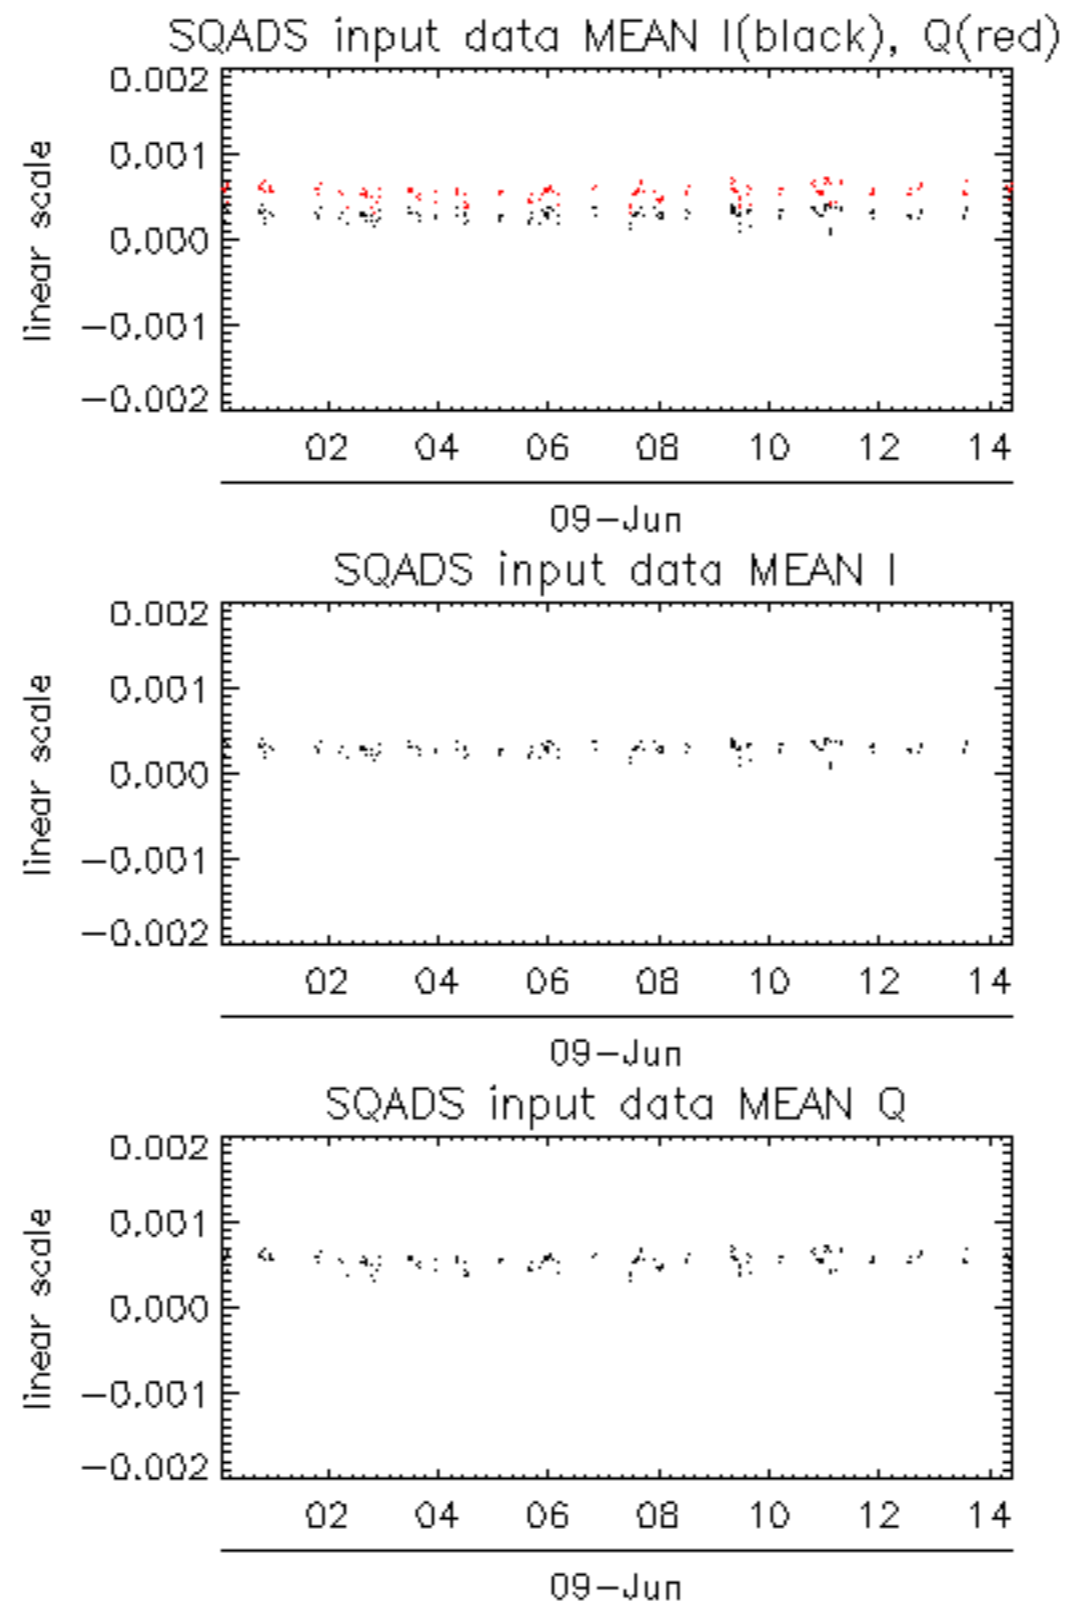 SQADS input data MEAN I(black), Q(red)
0.002
0.001
0.000
-0.001
-0.002
linear scale
02 04 06 08 10 12 14
09-Jun
SQADS input data MEAN I
0.002
0.001
0.000
-0.001
-0.002
linear scale
02 04 06 08 10 12 14
09-Jun
SQADS input data MEAN Q
0.002
0.001
0.000
-0.001
-0.002
linear scale
02 04 06 08 10 12 14
09-Jun